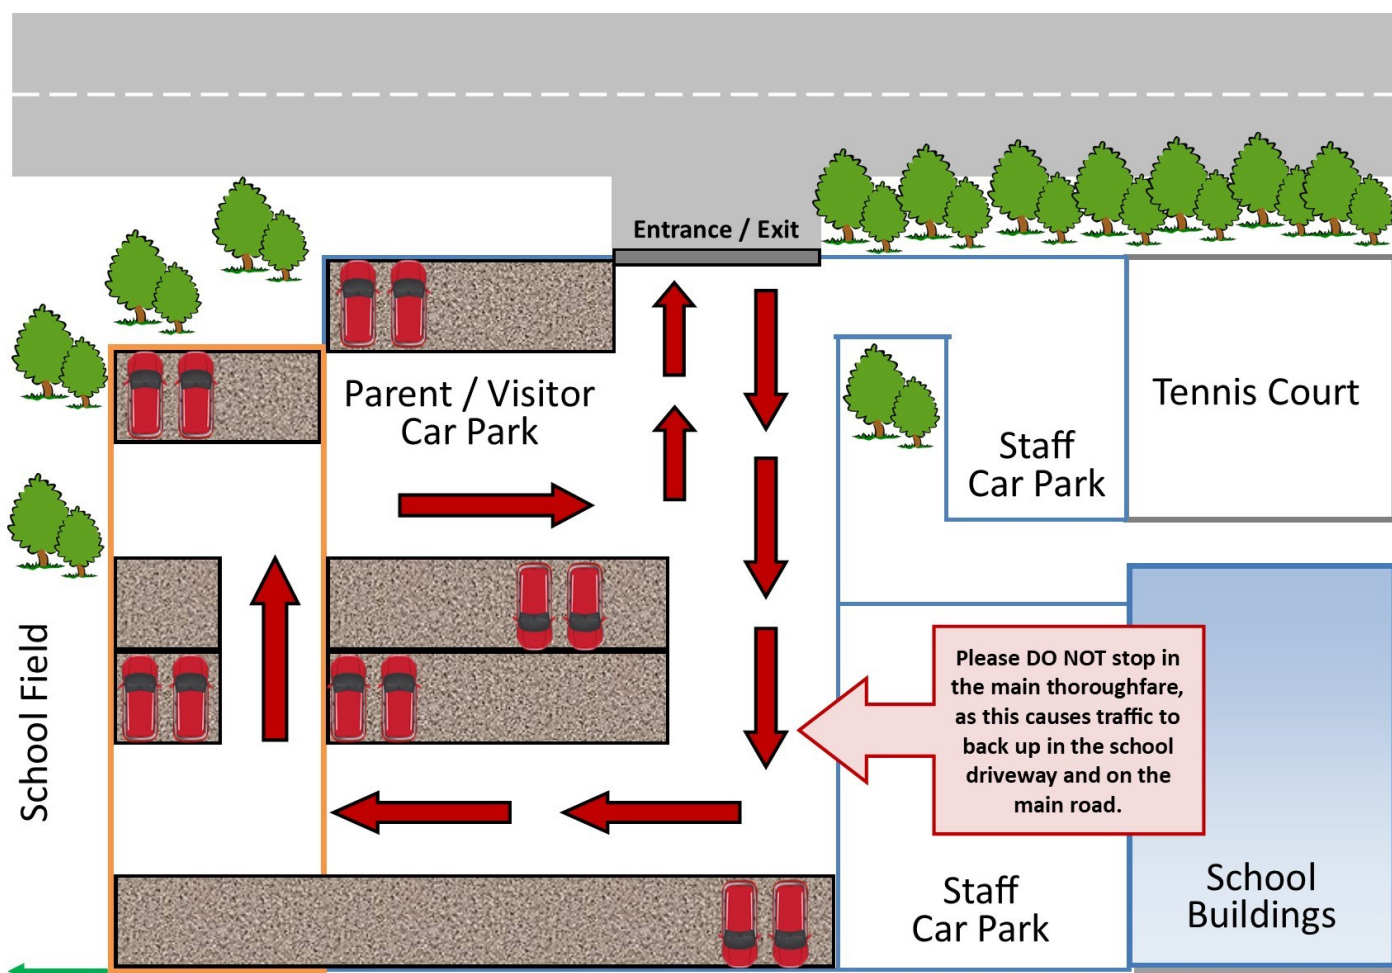 Entrance / Exit
Parent / Visitor
Car Park
Tennis Court
Staff
Car Park
School Field
Please DO NOT stop in
the main thoroughfare,
as this causes traffic to
back up in the school
driveway and on the
main road.
Staff
Car Park
School
Buildings